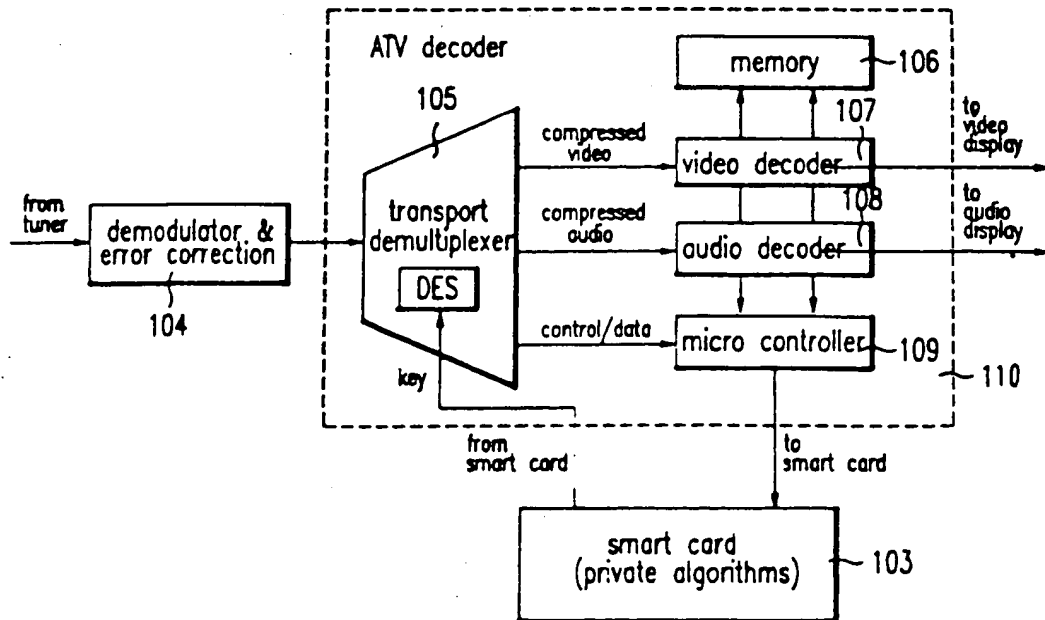 ATV decoder
memory
106
105
107
to
video
display
compressed
video
video decoder
from
tuner
demodulator &
error correction
104
transport
demultiplexer
DES
compressed
audio
108
audio decoder
to
audio
display
control/data
micro controller
109
110
key
from
smart card
to
smart card
smart card
(private algorithms)
103